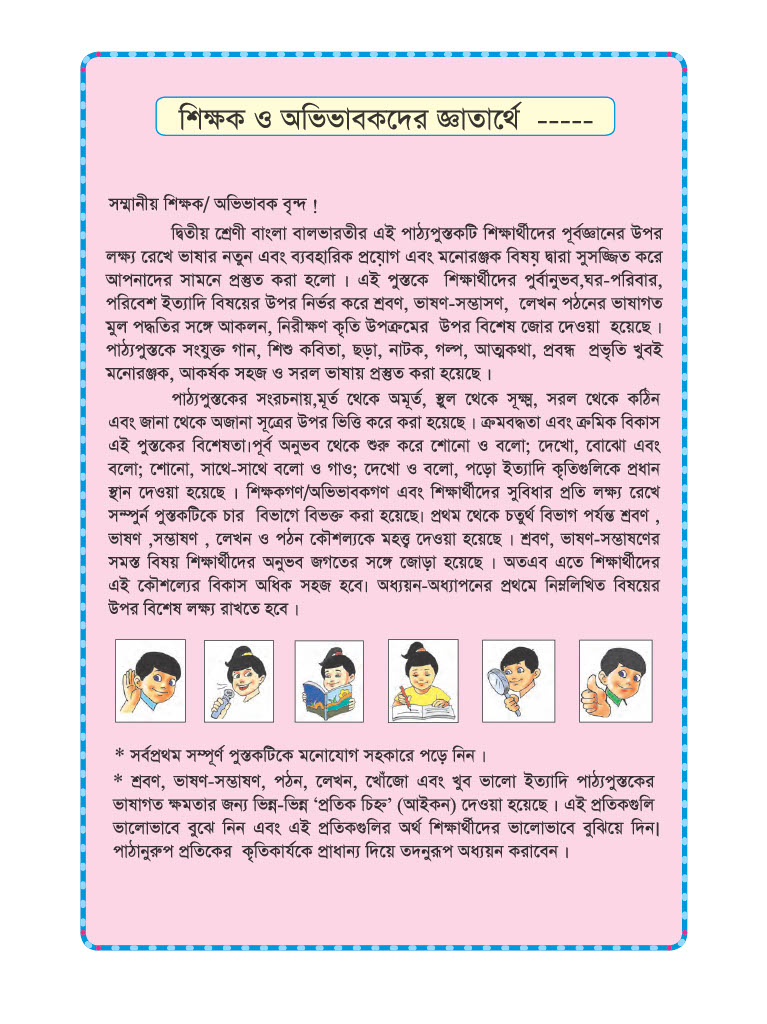 শিক্ষক ও অভিভাবকদের জ্ঞাতার্থে -----
সম্মানীয় শিক্ষক/ অভিভাবক বৃন্দ !
দ্বিতীয় শ্রেণী বাংলা বালভারতীর এই পাঠ্যপুস্তকটি শিক্ষার্থীদের পূর্বজ্ঞানের উপর
লক্ষ্য রেখে ভাষার নতুন এবং ব্যবহারিক প্রয়োগ এবং মনোরঞ্জক বিষয় দ্বারা সুসজ্জিত করে
আপনাদের সামনে প্রস্তুত করা হলো । এই পুস্তকে শিক্ষার্থীদের পুর্বানুভব,ঘর-পরিবার,
পরিবেশ ইত্যাদি বিষয়ের উপর নির্ভর করে শ্রবণ, ভাষণ-সম্ভাসণ, লেখন পঠনের ভাষাগত
মুল পদ্ধতির সঙ্গে আকলন, নিরীক্ষণ কৃতি উপক্রমের উপর বিশেষ জোর দেওয়া হয়েছে ।
পাঠ্যপুস্তকে সংযুক্ত গান, শিশু কবিতা, ছড়া, নাটক, গল্প, আত্মকথা, প্রবন্ধ প্রভৃতি খুবই
মনোরঞ্জক, আকর্ষক সহজ ও সরল ভাষায় প্রস্তুত করা হয়েছে ।
পাঠ্যপুস্তকের সংরচনায়,মূর্ত থেকে অমূর্ত, স্থুল থেকে সূক্ষ্ম, সরল থেকে কঠিন
এবং জানা থেকে অজানা সূত্রের উপর ভিত্তি করে করা হয়েছে । ক্রমবদ্ধতা এবং ক্রমিক বিকাস
এই পুস্তকের বিশেষতা।পূর্ব অনুভব থেকে শুরু করে শোনো ও বলো; দেখো, বোঝো এবং
বলো; শোনো, সাথে-সাথে বলো ও গাও; দেখো ও বলো, পড়ো ইত্যাদি কৃতিগুলিকে প্রধান
স্থান দেওয়া হয়েছে । শিক্ষকগণ/অভিভাবকগণ এবং শিক্ষার্থীদের সুবিধার প্রতি লক্ষ্য রেখে
সম্পুর্ন পুস্তকটিকে চার বিভাগে বিভক্ত করা হয়েছে। প্রথম থেকে চতুর্থ বিভাগ পর্যন্ত শ্রবণ ,
ভাষণ ,সম্ভাষণ , লেখন ও পঠন কৌশল্যকে মহত্ত্ব দেওয়া হয়েছে । শ্রবণ, ভাষণ-সম্ভাষণের
সমস্ত বিষয় শিক্ষার্থীদের অনুভব জগতের সঙ্গে জোড়া হয়েছে । অতএব এতে শিক্ষার্থীদের
এই কৌশল্যের বিকাস অধিক সহজ হবে। অধ্যয়ন-অধ্যাপনের প্রথমে নিম্নলিখিত বিষয়ের
উপর বিশেষ লক্ষ্য রাখতে হবে ।
* সর্বপ্রথম সম্পূর্ণ পুস্তকটিকে মনোযোগ সহকারে পড়ে নিন ।
* শ্রবণ, ভাষণ-সম্ভাষণ, পঠন, লেখন, খোঁজো এবং খুব ভালো ইত্যাদি পাঠ্যপুস্তকের
ভাষাগত ক্ষমতার জন্য ভিন্ন-ভিন্ন ‘প্রতিক চিহ্ন’ (আইকন) দেওয়া হয়েছে । এই প্রতিকগুলি
ভালোভাবে বুঝে নিন এবং এই প্রতিকগুলির অর্থ শিক্ষার্থীদের ভালোভাবে বুঝিয়ে দিন।
পাঠানুরুপ প্রতিকের কৃতিকার্যকে প্রাধান্য দিয়ে তদনুরূপ অধ্যয়ন করাবেন ।